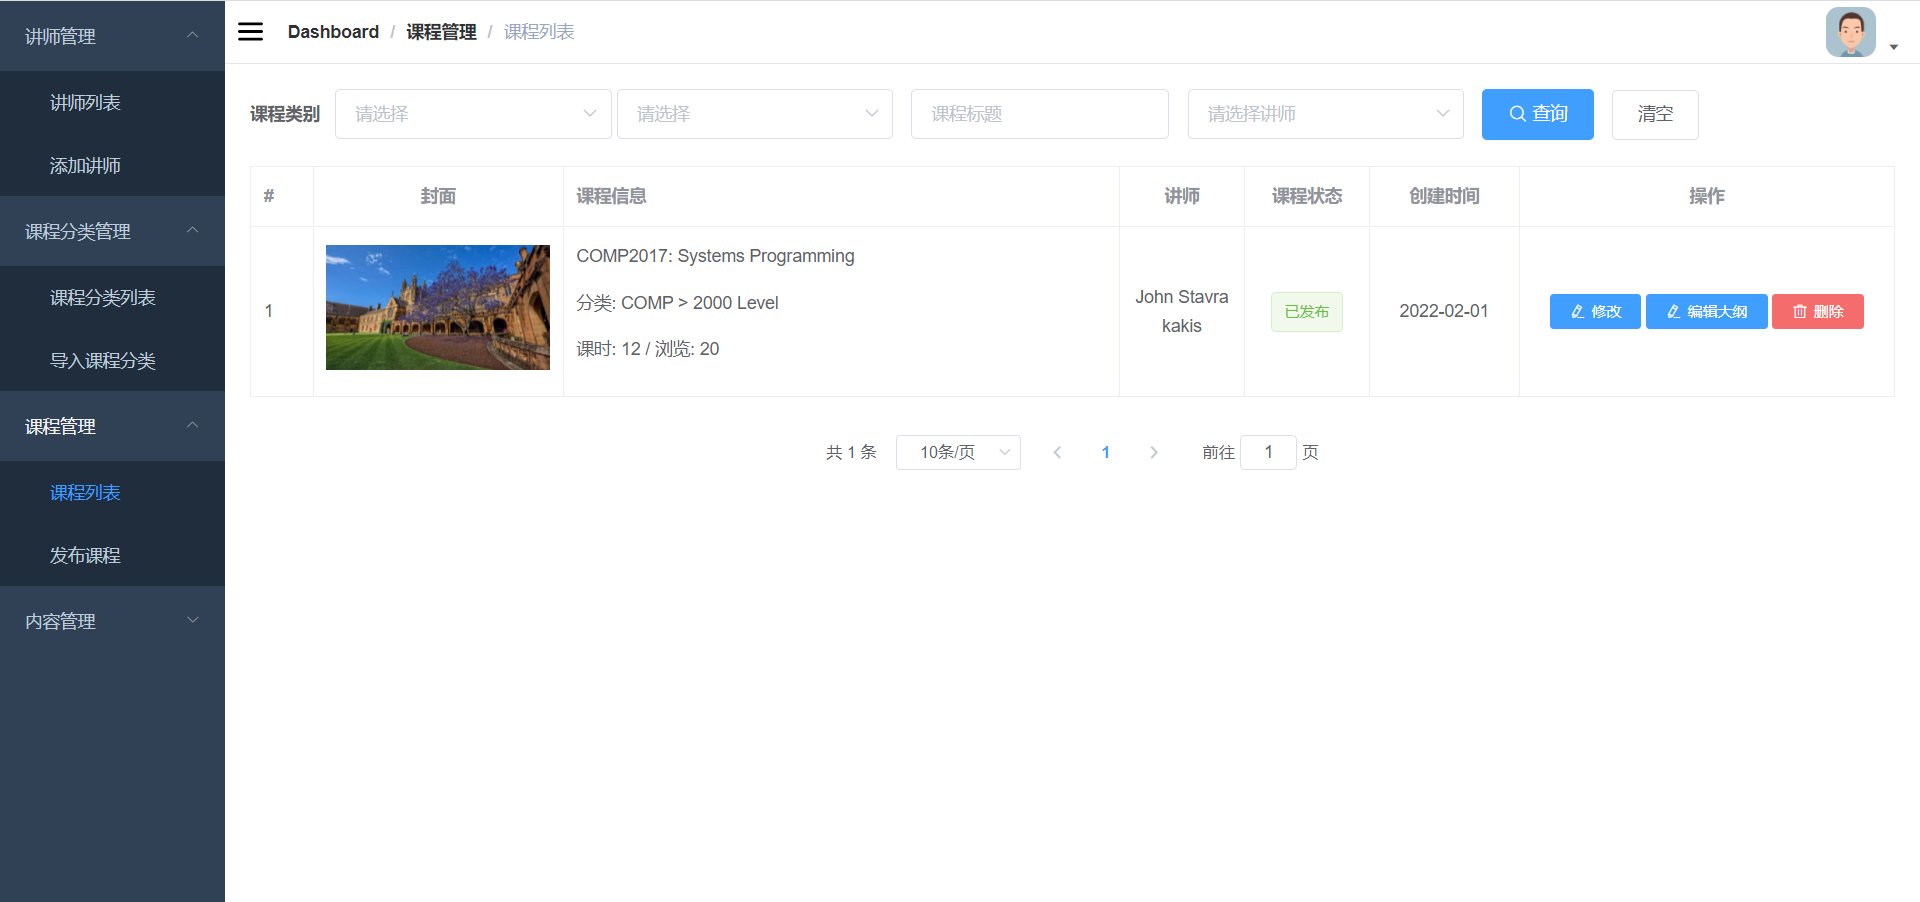 讲师管理
讲师列表
添加讲师
课程分类管理
课程分类列表
导入课程分类
课程管理
课程列表
发布课程
内容管理
Dashboard / 课程管理 / 课程列表
课程类别 请选择 请选择 课程标题 请选择讲师 查询 清空
# 封面 课程信息 讲师 课程状态 创建时间 操作
1
COMP2017: Systems Programming
分类: COMP > 2000 Level
课时: 12 / 浏览: 20
John Stavra
kakis
已发布
2022-02-01
修改 编辑大纲 删除
共 1 条 10条/页 1 前往 1 页